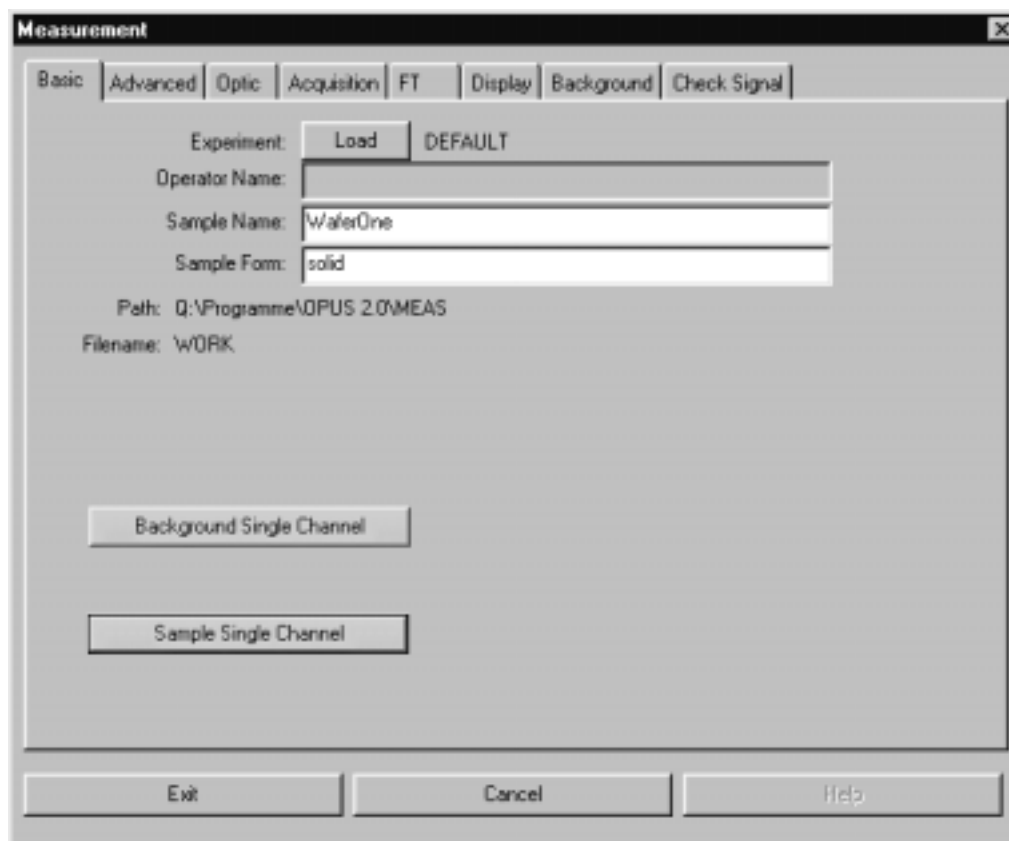 Measurement
Basic Advanced Optic Acquisition FT Display Background Check Signal
Experiment: Load DEFAULT
Operator Name:
Sample Name: WaferOne
Sample Form: solid
Path: Q:\Programme\OPUS 2.0\MEAS
Filename: WORK
Background Single Channel
Sample Single Channel
Exit Cancel Help